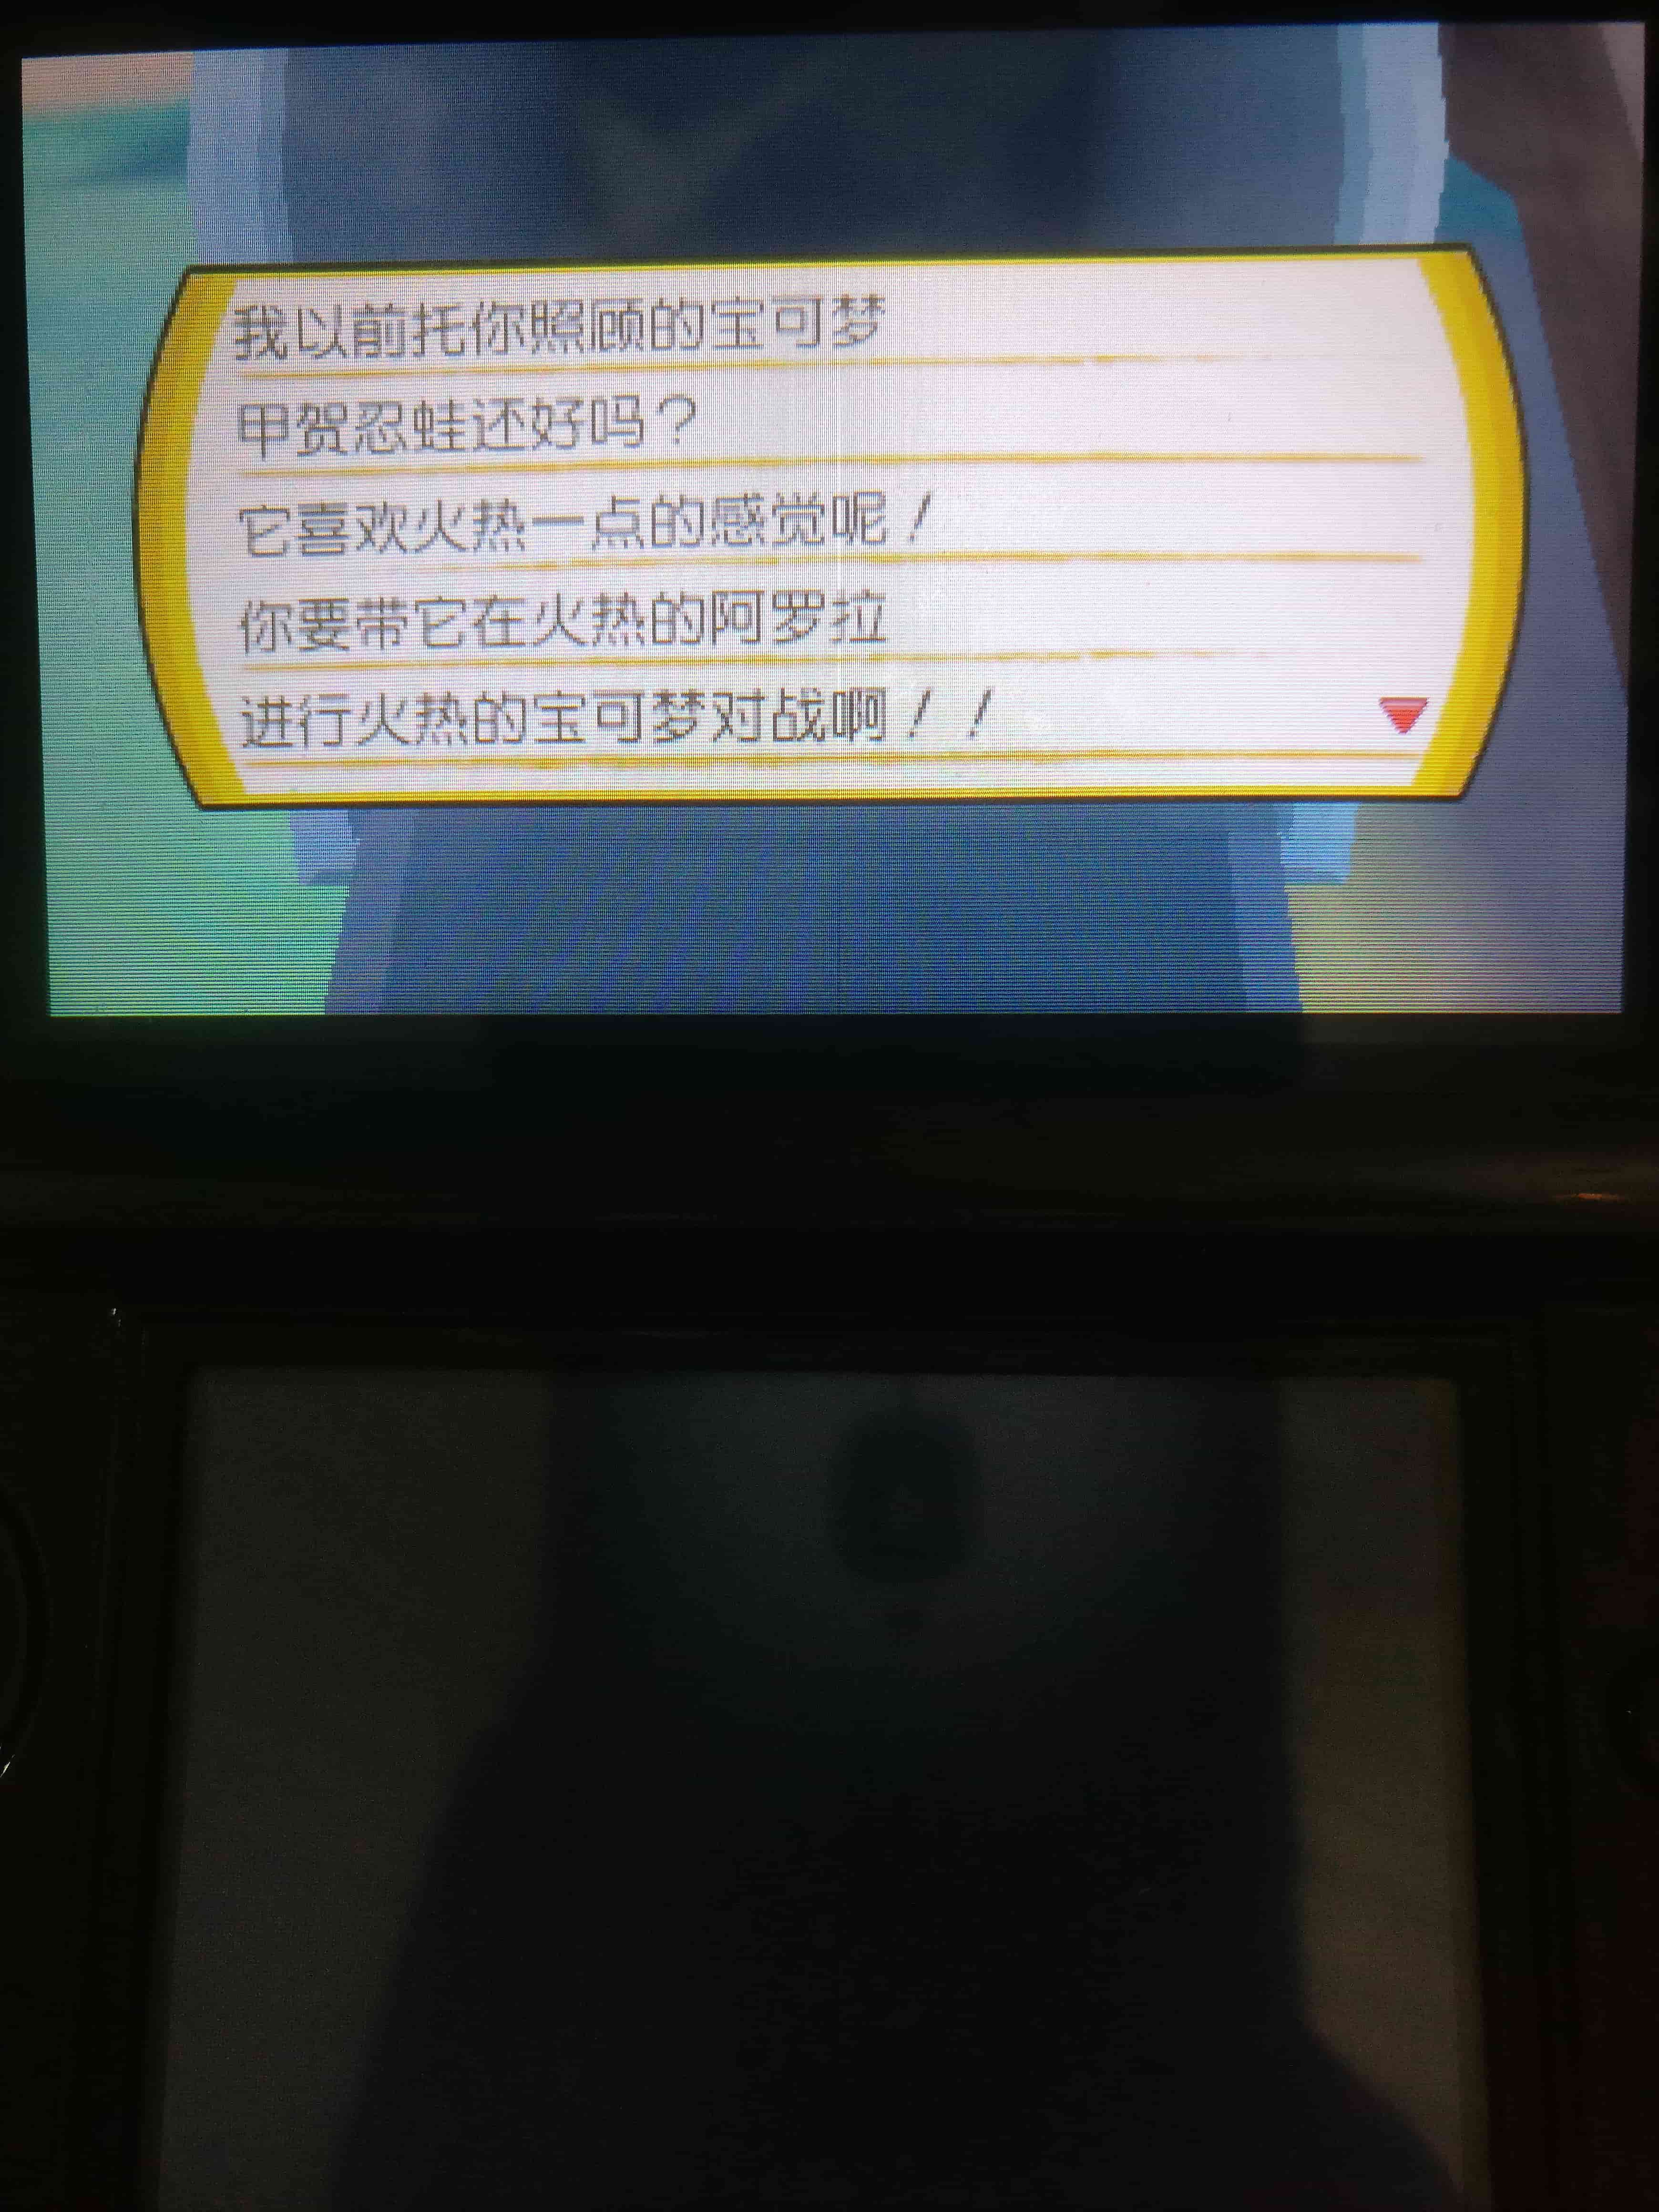 我以前托你照顾的宝可梦
甲贺忍蛙还好吗？
它喜欢火热一点的感觉呢！
你要带它在火热的阿罗拉
进行火热的宝可梦对战啊！！